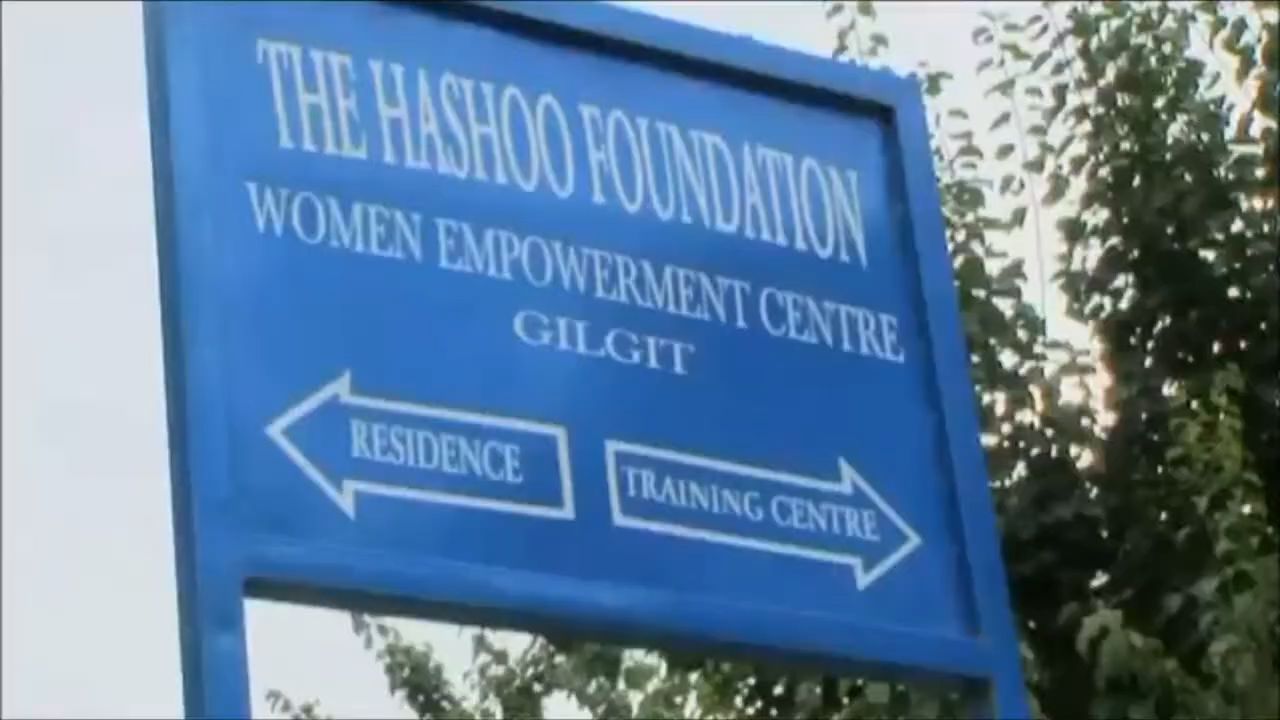 THE HASHOO FOUNDATION
WOMEN EMPOWERMENT CENTRE
GILGIT
RESIDENCE
TRAINING CENTRE